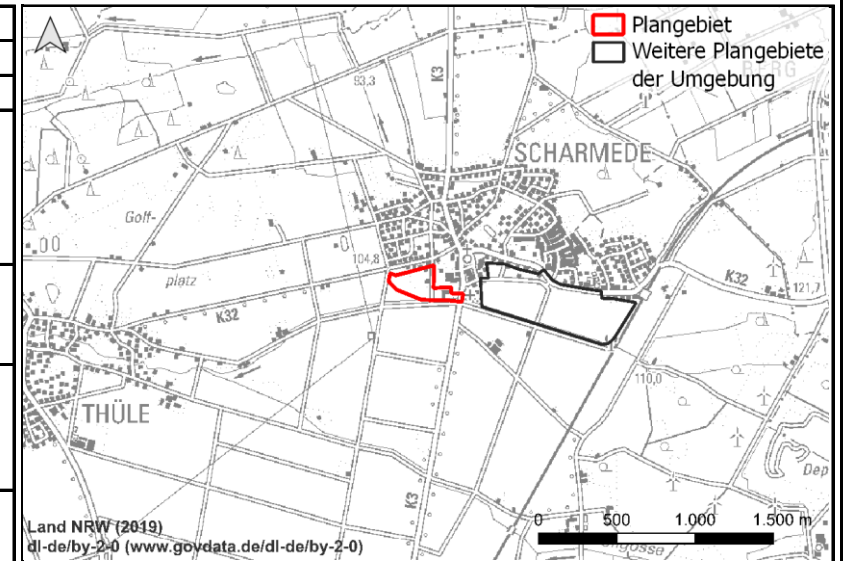 Plangebiet
Weitere Plangebiete
der Umgebung
BERG
93,3
K3
SCHARMEDE
Golf-
platz
104,8
K32
K32
121,7
THÜLE
110,0
K3
Dep
Land NRW (2019)
dl-de/by-2-0 (www.govdata.de/dl-de/by-2-0)
0 500 1.000 1.500 m